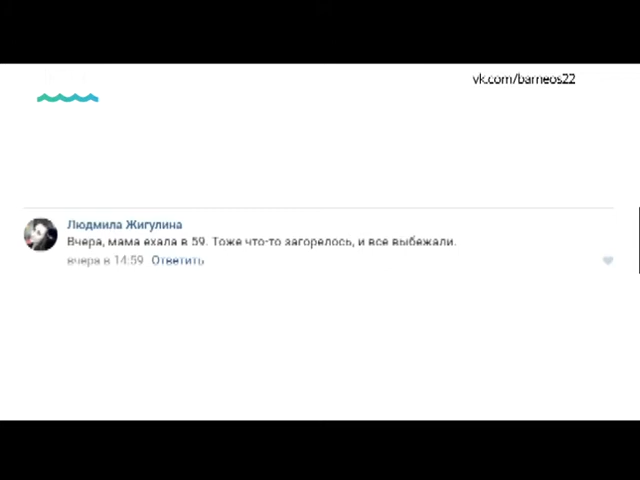 vk.com/barneos22
Людмила Жигулина
Вчера, мама ехала в 59. Тоже что-то загорелось, и все выбежали.
вчера в 14:59 Ответить